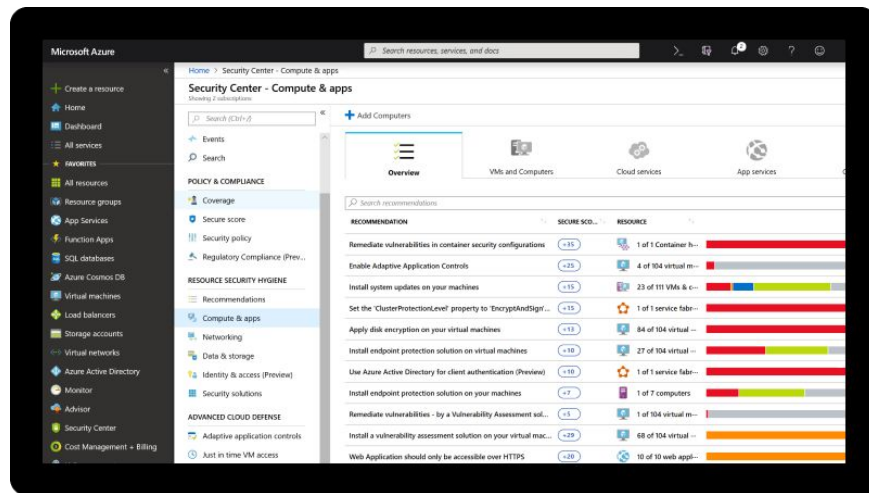 Microsoft Azure
Search resources, services, and docs
2
Create a resource
Home
Dashboard
All services
FAVORITES
All resources
Resource groups
App Services
Function Apps
SQL databases
Azure Cosmos DB
Virtual machines
Load balancers
Storage accounts
Virtual networks
Azure Active Directory
Monitor
Advisor
Security Center
Cost Management + Billing
Home > Security Center - Compute & apps
Security Center - Compute & apps
Showing 2 subscriptions
Search (Ctrl+/)
Events
Search
POLICY & COMPLIANCE
Coverage
Secure score
Security policy
Regulatory Compliance (Prev...
RESOURCE SECURITY HYGIENE
Recommendations
Compute & apps
Networking
Data & storage
Identity & access (Preview)
Security solutions
ADVANCED CLOUD DEFENSE
Adaptive application controls
Just in time VM access
Add Computers
Overview VMs and Computers Cloud services App services
Search recommendations
RECOMMENDATION SECURE SCO... RESOURCE
Remediate vulnerabilities in container security configurations +35 1 of 1 Container h...
Enable Adaptive Application Controls +25 4 of 104 virtual m...
Install system updates on your machines +15 23 of 111 VMs & c...
Set the 'ClusterProtectionLevel' property to 'EncryptAndSign'... +15 1 of 1 service fabr...
Apply disk encryption on your virtual machines +13 84 of 104 virtual ...
Install endpoint protection solution on virtual machines +10 27 of 104 virtual ...
Use Azure Active Directory for client authentication (Preview) +10 1 of 1 service fabr...
Install endpoint protection solution on your machines +7 1 of 7 computers
Remediate vulnerabilities - by a Vulnerability Assessment sol... 1 of 104 virtual m...
Install a vulnerability assessment solution on your virtual mac... +29 68 of 104 virtual ...
Web Application should only be accessible over HTTPS +20 10 of 10 web appl...